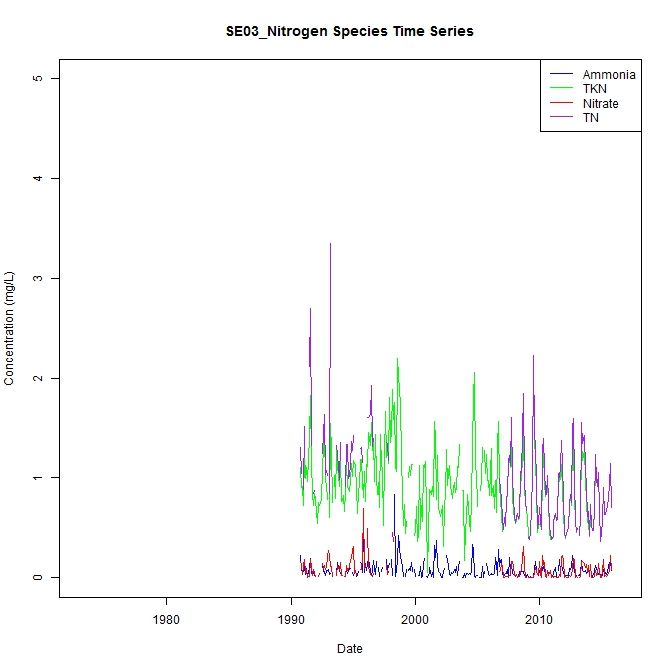 SE03_Nitrogen Species Time Series
Ammonia
TKN
Nitrate
TN
5
4
3
2
1
0
Concentration (mg/L)
1980
1990
2000
2010
Date